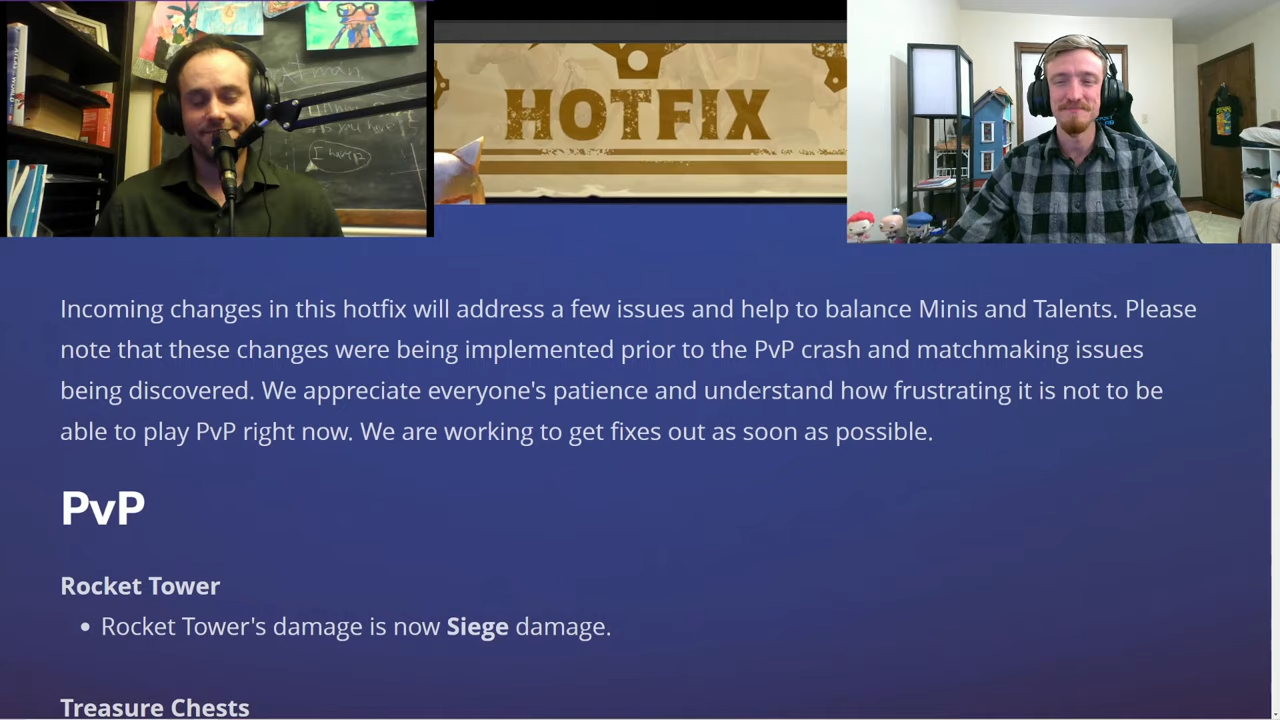 HOTFIX
I have
Incoming changes in this hotfix will address a few issues and help to balance Minis and Talents. Please
note that these changes were being implemented prior to the PvP crash and matchmaking issues
being discovered. We appreciate everyone's patience and understand how frustrating it is not to be
able to play PvP right now. We are working to get fixes out as soon as possible.
PvP
Rocket Tower
• Rocket Tower's damage is now Siege damage.
Treasure Chests